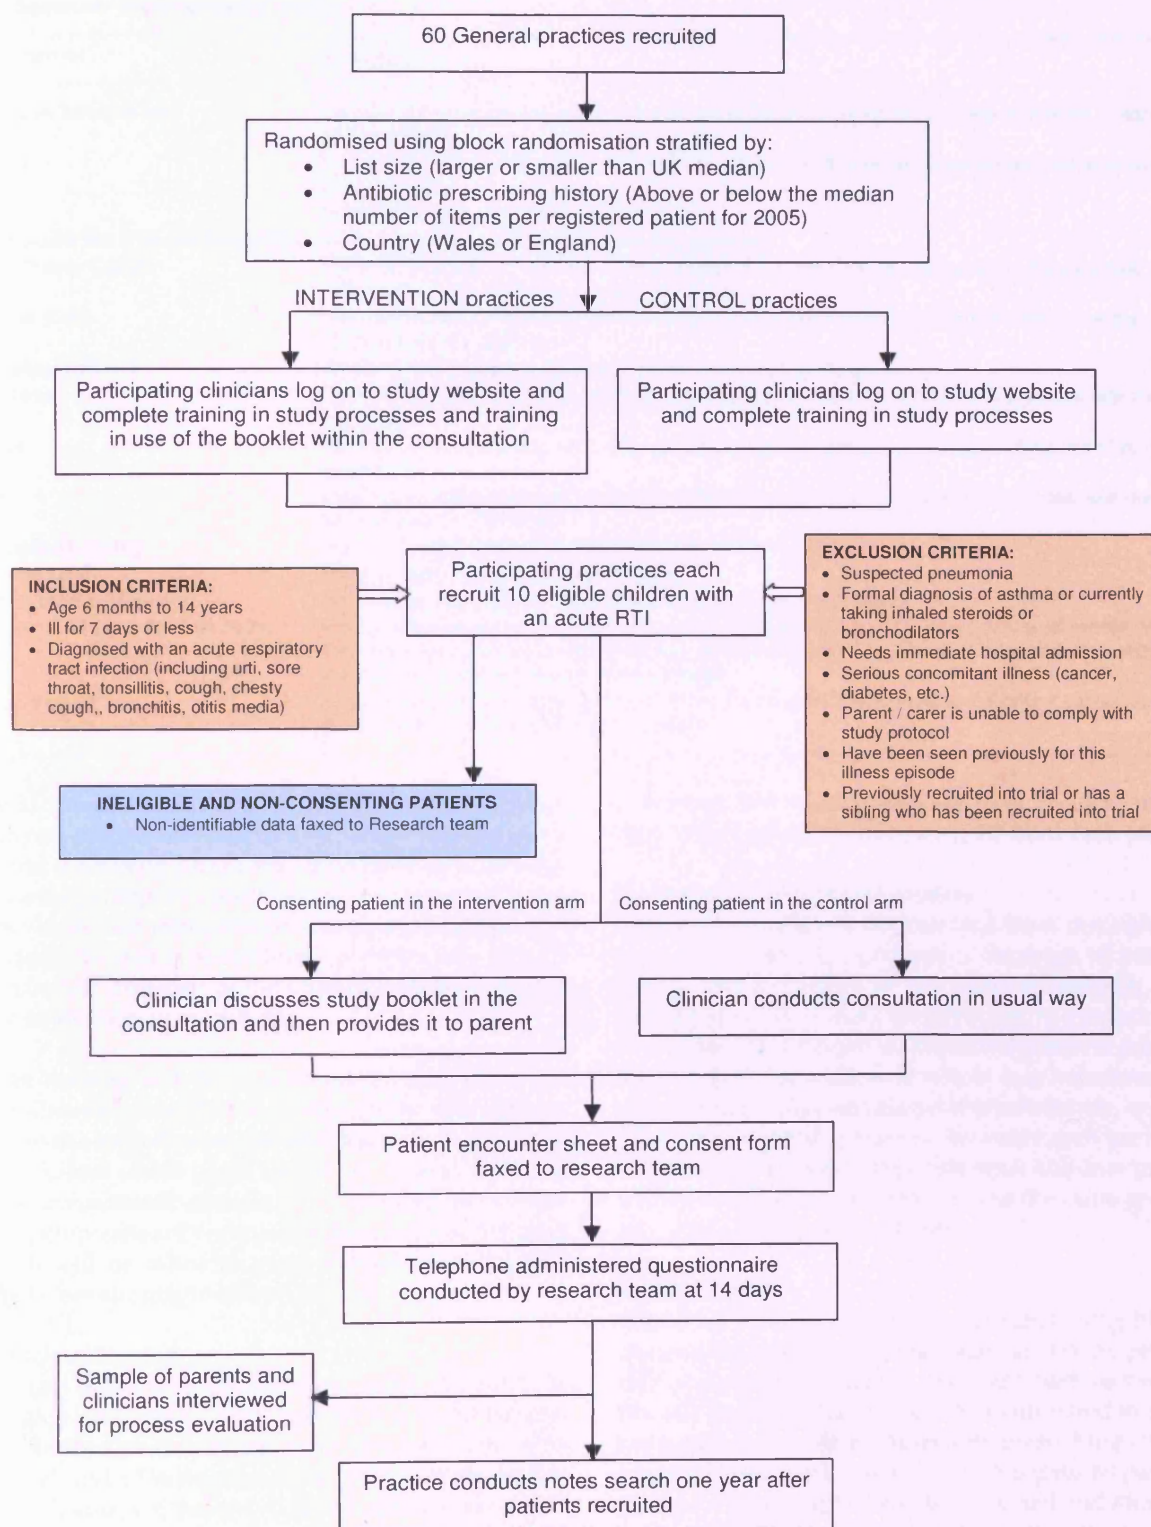 60 General practices recruited
Randomised using block randomisation stratified by:
• List size (larger or smaller than UK median)
• Antibiotic prescribing history (Above or below the median
number of items per registered patient for 2005)
• Country (Wales or England)
INTERVENTION practices
CONTROL practices
Participating clinicians log on to study website
and complete training in study processes and training
in use of the booklet within the consultation
Participating clinicians log on to study website
and complete training in study processes
Participating practices each
recruit 10 eligible children with
an acute RTI
INCLUSION CRITERIA:
• Age 6 months to 14 years
• Ill for 7 days or less
• Diagnosed with an acute respiratory
tract infection (including urti, sore
throat, tonsillitis, cough, chesty
cough,, bronchitis, otitis media)
EXCLUSION CRITERIA:
• Suspected pneumonia
• Formal diagnosis of asthma or currently
taking inhaled steroids or
bronchodilators
• Needs immediate hospital admission
• Serious concomitant illness (cancer,
diabetes, etc.)
• Parent / carer is unable to comply with
study protocol
• Have been seen previously for this
illness episode
• Previously recruited into trial or has a
sibling who has been recruited into trial
INELIGIBLE AND NON-CONSENTING PATIENTS
• Non-identifiable data faxed to Research team
Consenting patient in the intervention arm
Consenting patient in the control arm
Clinician discusses study booklet in the
consultation and then provides it to parent
Clinician conducts consultation in usual way
Patient encounter sheet and consent form
faxed to research team
Telephone administered questionnaire
conducted by research team at 14 days
Sample of parents and
clinicians interviewed
for process evaluation
Practice conducts notes search one year after
patients recruited